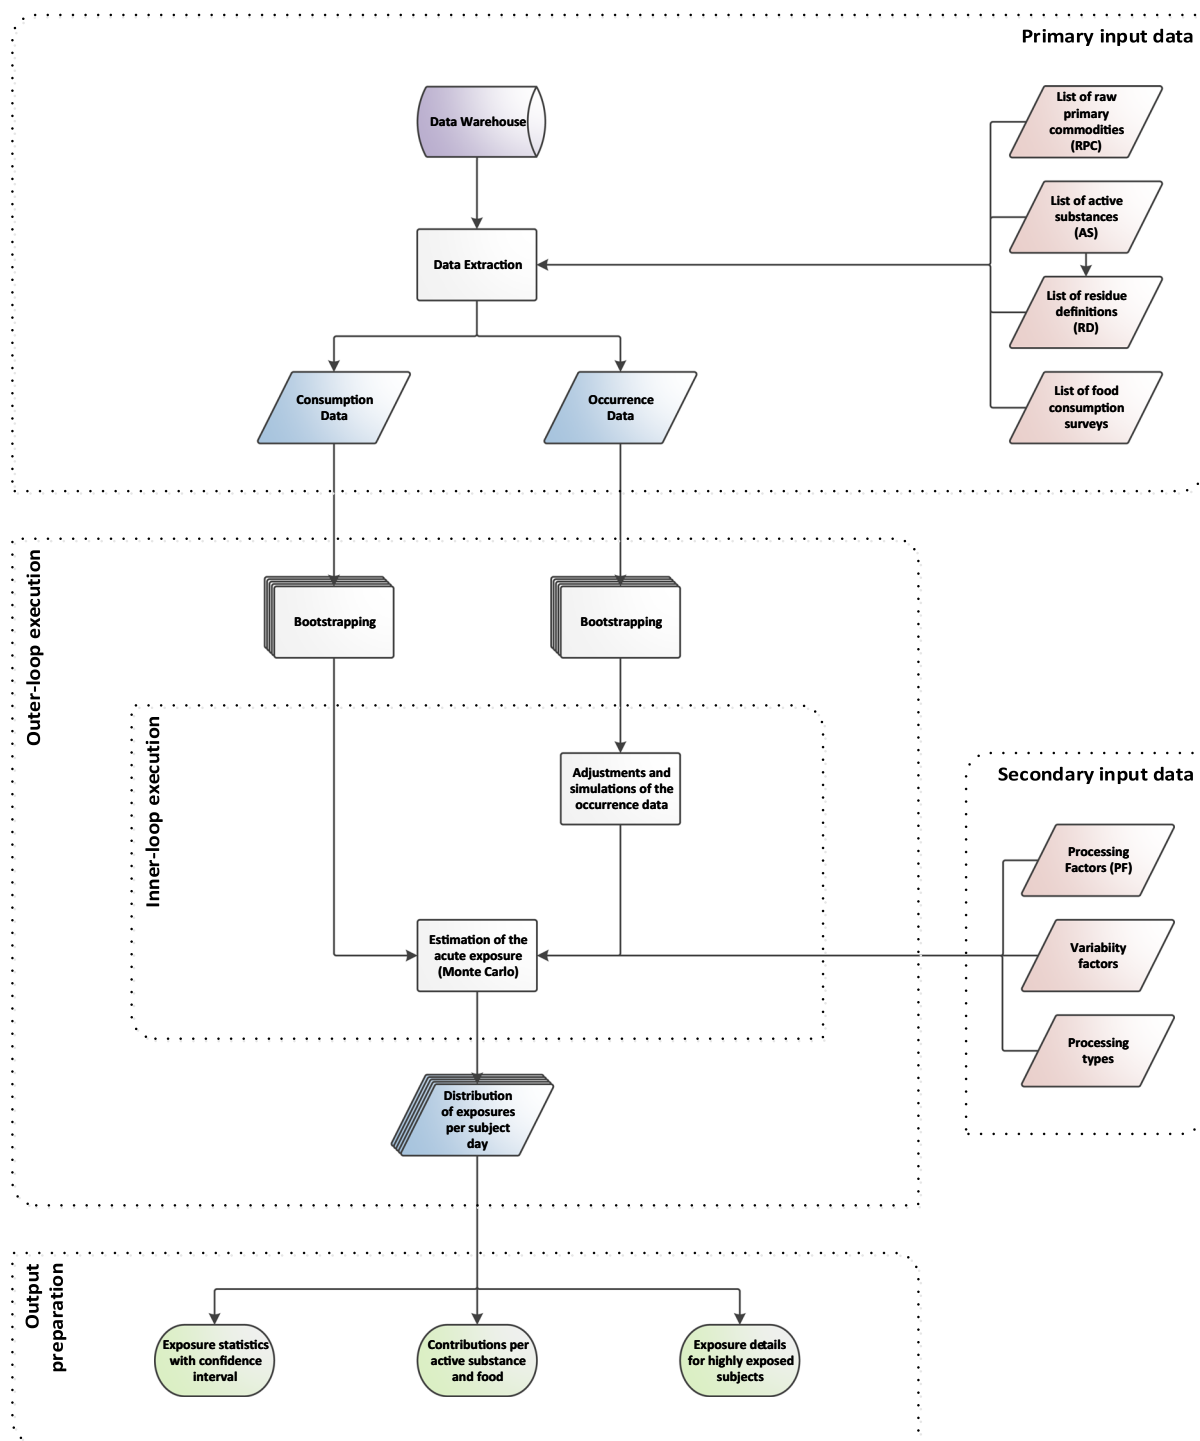 Primary input data
Data Warehouse
List of raw
primary
commodities
(RPC)
List of active
substances
(AS)
Data Extraction
List of residue
definitions
(RD)
Consumption
Data
Occurrence
Data
List of food
consumption
surveys
Outer-loop execution
Bootstrapping
Bootstrapping
Inner-loop execution
Adjustments and
simulations of the
occurrence data
Secondary input data
Processing
Factors (PF)
Estimation of the
acute exposure
(Monte Carlo)
Variabiity
factors
Processing
types
Distribution
of exposures
per subject
day
Output
preparation
Exposure statistics
with confidence
interval
Contributions per
active substance
and food
Exposure details
for highly exposed
subjects